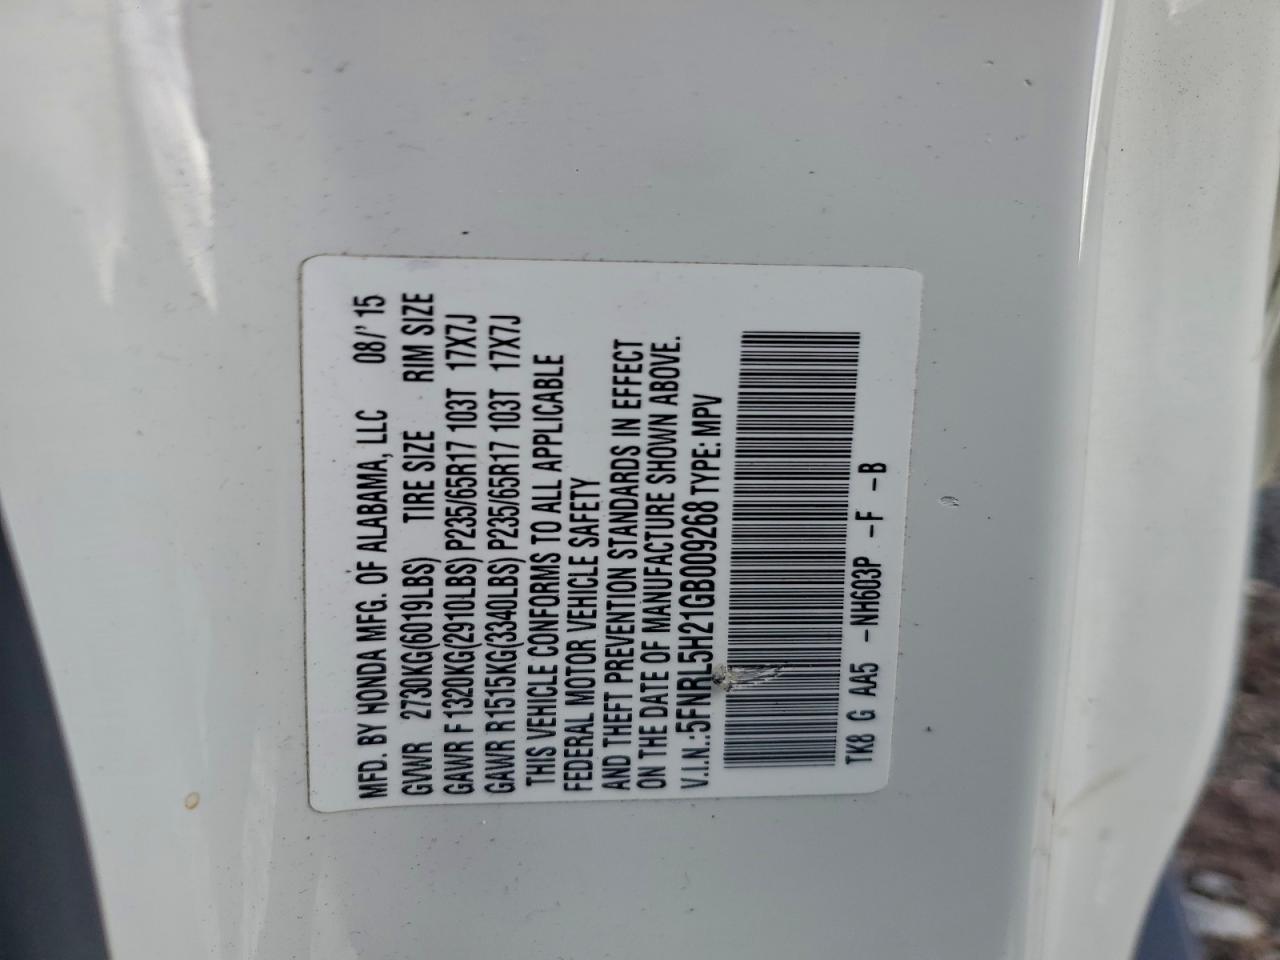 MFD. BY HONDA MFG. OF ALABAMA, LLC 08/' 15
GVWR 2730KG(6019LBS) TIRE SIZE RIM SIZE
GAWR F 1320KG(2910LBS) P235/65R17 103T 17X7J
GAWR R 1515KG(3340LBS) P235/65R17 103T 17X7J
THIS VEHICLE CONFORMS TO ALL APPLICABLE
FEDERAL MOTOR VEHICLE SAFETY
AND THEFT PREVENTION STANDARDS IN EFFECT
ON THE DATE OF MANUFACTURE SHOWN ABOVE.
V.I.N.:5FNRL5H21GB009268 TYPE: MPV
TK8 G AA5 -NH603P -F -B